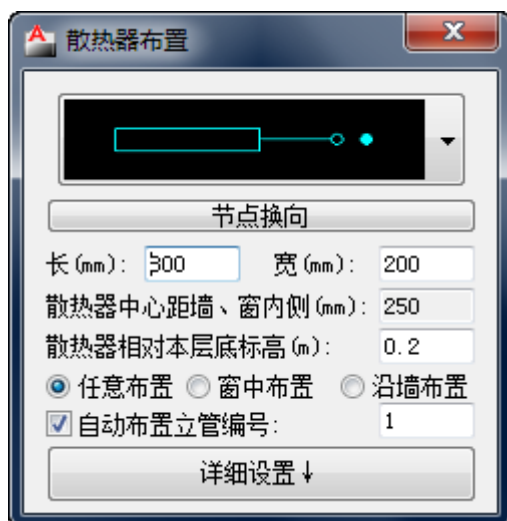 散热器布置
节点换向
长(mm): 800 宽(mm): 200
散热器中心距墙、窗内侧(mm): 250
散热器相对本层底标高(m): 0.2
任意布置 窗中布置 沿墙布置
自动布置立管编号: 1
详细设置↓